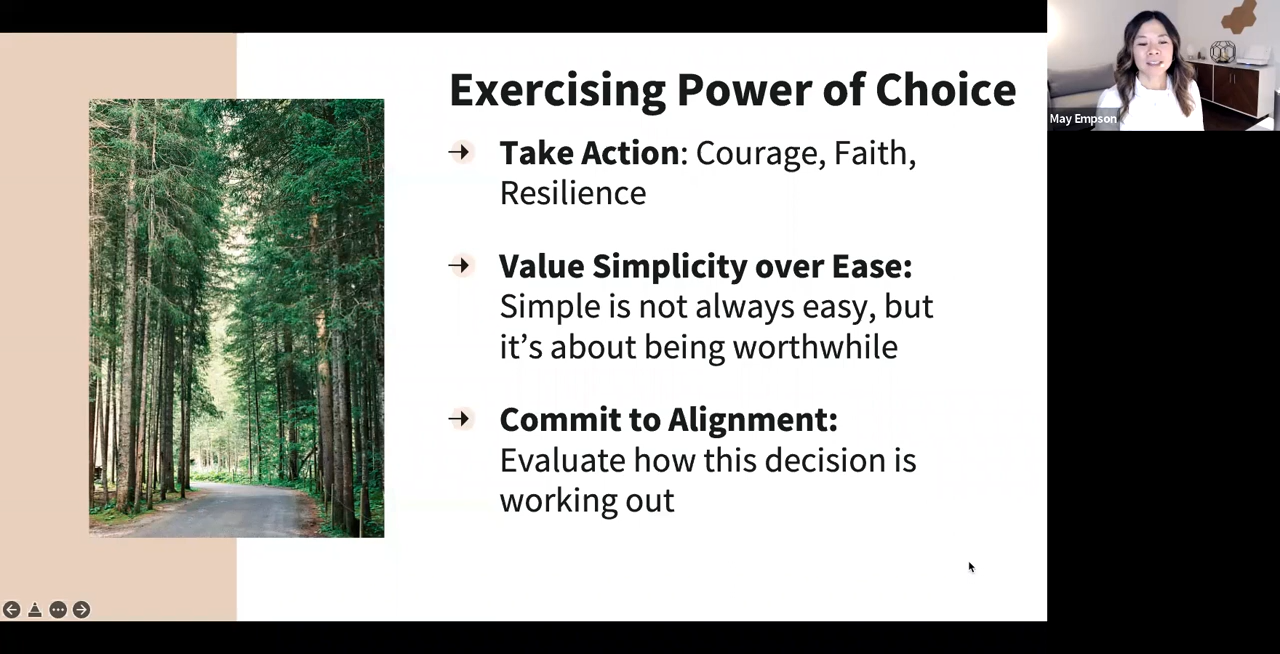 Exercising Power of Choice
Take Action: Courage, Faith,
Resilience
Value Simplicity over Ease:
Simple is not always easy, but
it’s about being worthwhile
Commit to Alignment:
Evaluate how this decision is
working out
May Empson